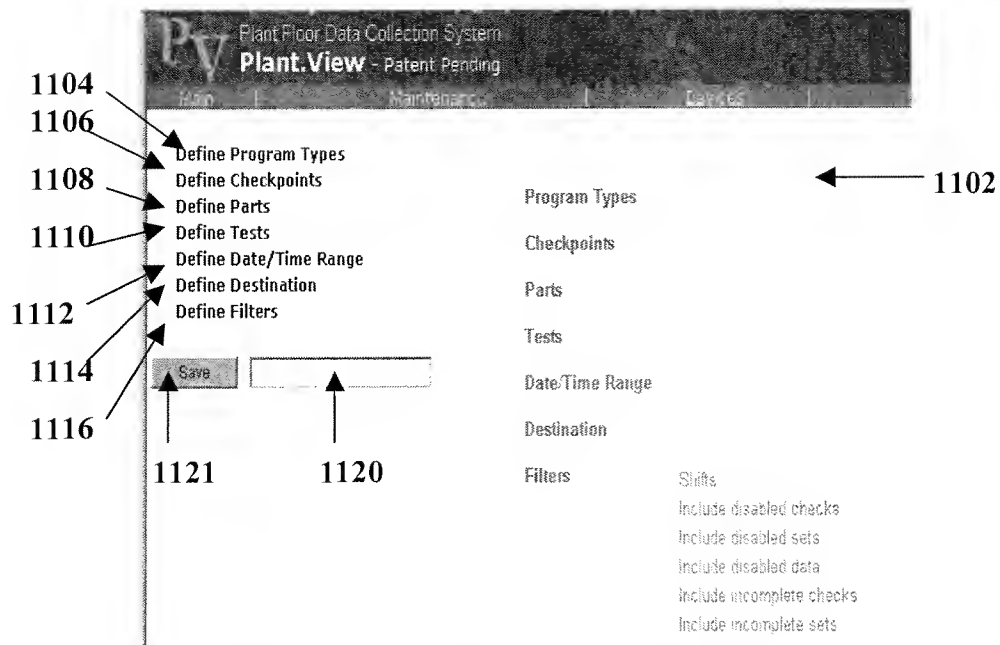 PV
Plant Floor Data Collection System
Plant.View - Patent Pending
Main Maintenance Devices
1104
1106
1108
1110
1112
1114
1116
Define Program Types
Define Checkpoints
Define Parts
Define Tests
Define Date/Time Range
Define Destination
Define Filters
Save
1121 1120
1102
Program Types
Checkpoints
Parts
Tests
Date/Time Range
Destination
Filters Shifts
Include disabled checks
Include disabled sets
Include disabled data
Include incomplete checks
Include incomplete sets